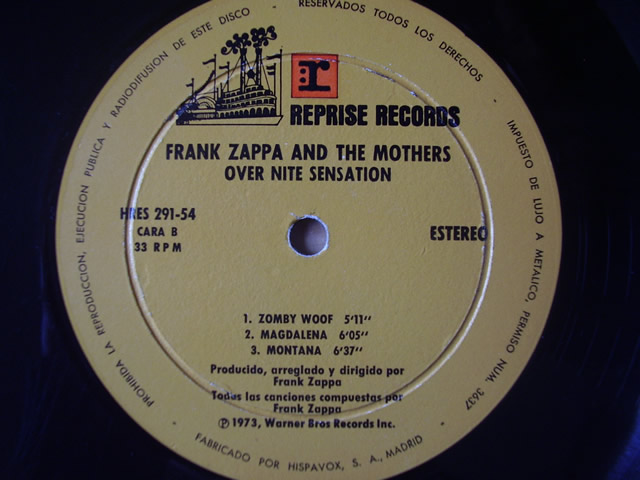 RESERVADOS TODOS LOS DERECHOS
IMPUESTO DE LUJO A METALICO, PERMISO NUM. 3637
FABRICADO POR HISPAVOX, S. A., MADRID
PROHIBIDA LA REPRODUCCION, EJECUCION PUBLICA Y RADIODIFUSION DE ESTE DISCO
r
REPRISE RECORDS
FRANK ZAPPA AND THE MOTHERS
OVER NITE SENSATION
HRES 291-54
CARA B
33 RPM
ESTEREO
1. ZOMBY WOOF 5'11''
2. MAGDALENA 6'05''
3. MONTANA 6'37''
Producido, arreglado y dirigido por
Frank Zappa
Todas las canciones compuestas por
Frank Zappa
℗ 1973, Warner Bros Records Inc.